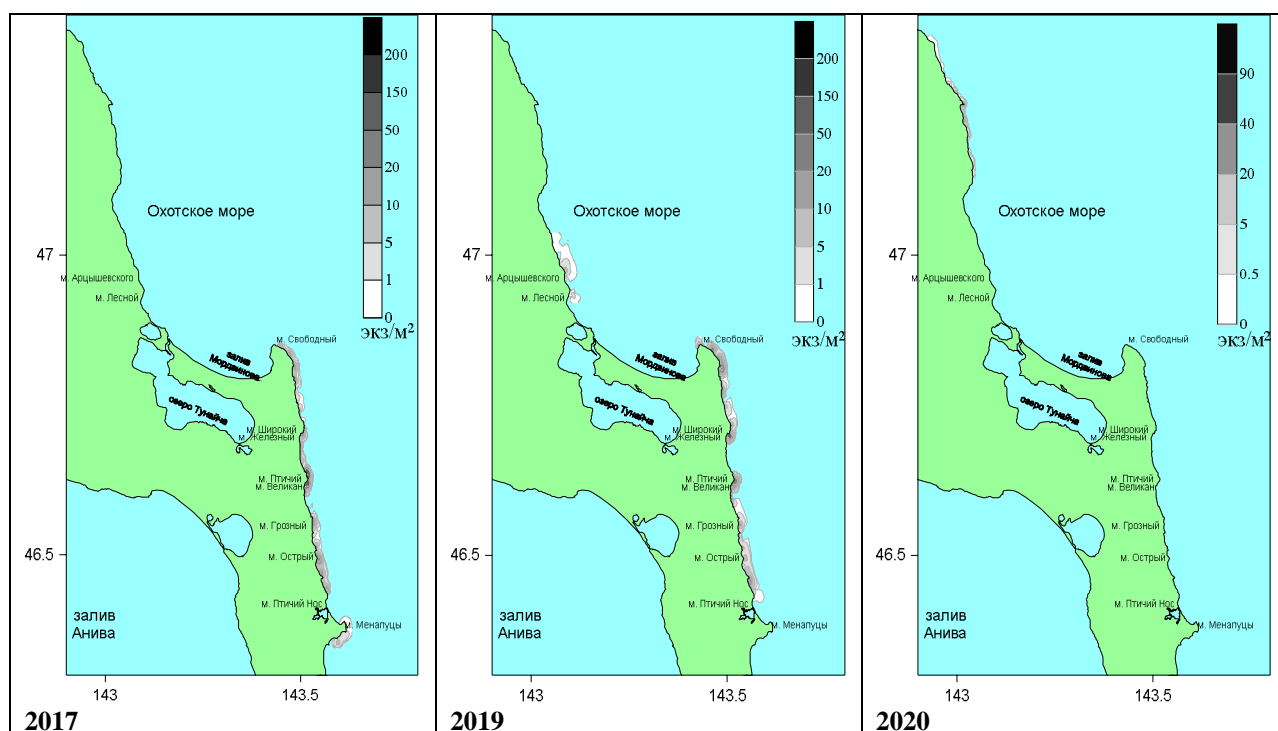 200
150
50
20
10
5
1
0
ЭКЗ/М²
Охотское море
47
м. Арцышевского
м. Лесной
м. Свободный
залив
Мордвинова
озеро Тунайча
м. Широкий
м. Железный
м. Птичий
м. Великан
м. Грозный
46.5
м. Острый
м. Птичий Нос
залив
Анива
м. Менапуцы
143
143.5
2017
200
150
50
20
10
5
1
0
ЭКЗ/М²
Охотское море
47
м. Арцышевского
м. Лесной
м. Свободный
залив
Мордвинова
озеро Тунайча
м. Широкий
м. Железный
м. Птичий
м. Великан
м. Грозный
46.5
м. Острый
м. Птичий Нос
залив
Анива
м. Менапуцы
143
143.5
2019
90
40
20
5
0.5
0
ЭКЗ/М²
Охотское море
47
м. Арцышевского
м. Лесной
м. Свободный
залив
Мордвинова
озеро Тунайча
м. Широкий
м. Железный
м. Птичий
м. Великан
м. Грозный
46.5
м. Острый
м. Птичий Нос
залив
Анива
м. Менапуцы
143
143.5
2020